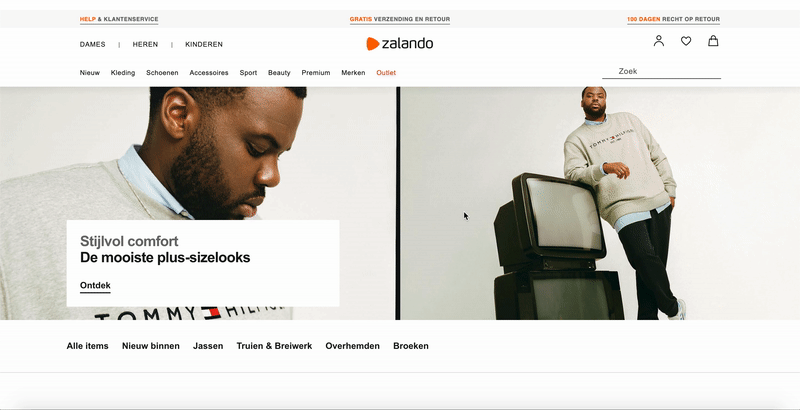 HELP & KLANTENSERVICE
GRATIS VERZENDING EN RETOUR
100 DAGEN RECHT OP RETOUR
DAMES | HEREN | KINDEREN
zalando
Nieuw Kleding Schoenen Accessoires Sport Beauty Premium Merken Outlet
Zoek
TOMMY HILFIGER
Stijlvol comfort
De mooiste plus-sizelooks
Ontdek
TOMMY HILFIG
Alle items Nieuw binnen Jassen Truien & Breiwerk Overhemden Broeken